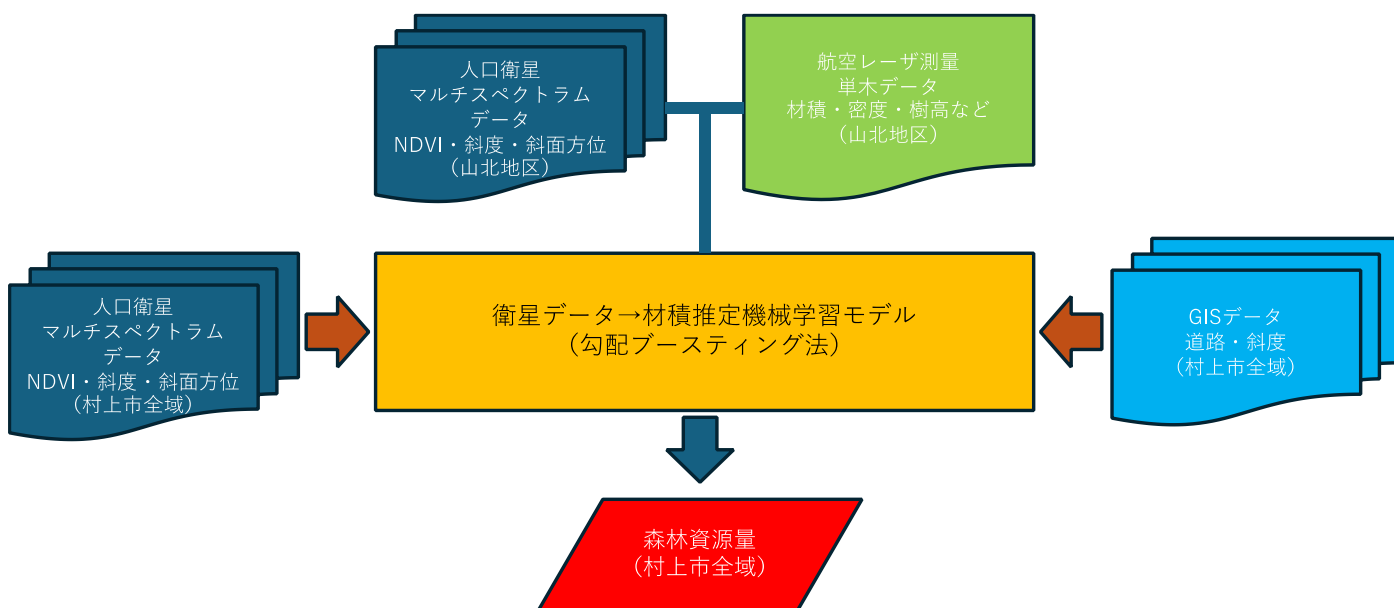 人口衛星
マルチスペクトラム
データ
NDVI・斜度・斜面方位
(山北地区)
航空レーザ測量
単木データ
材積・密度・樹高など
(山北地区)
人口衛星
マルチスペクトラム
データ
NDVI・斜度・斜面方位
(村上市全域)
衛星データ→材積推定機械学習モデル
(勾配ブースティング法)
GISデータ
道路・斜度
(村上市全域)
森林資源量
(村上市全域)